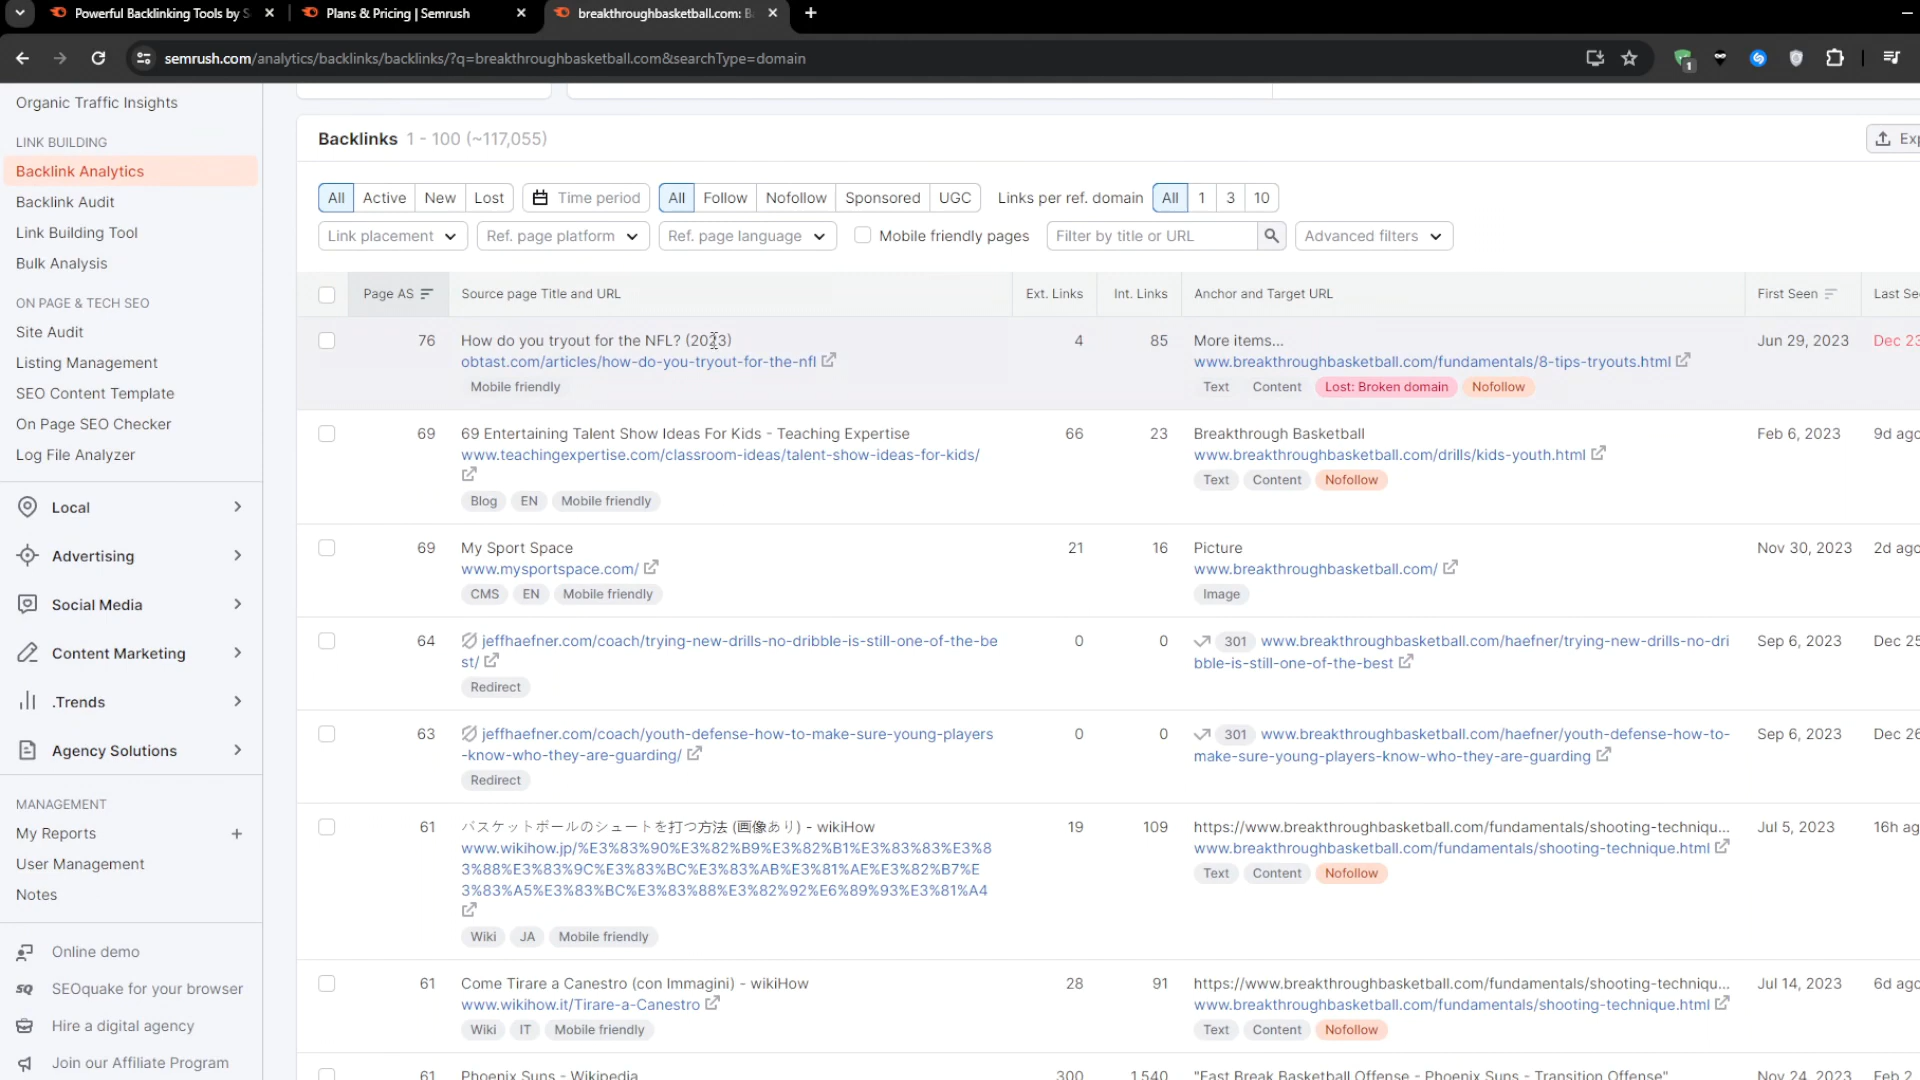 Powerful Backlinking Tools by S
Plans & Pricing | Semrush
breakthroughbasketball.com: B
semrush.com/analytics/backlinks/backlinks/?q=breakthroughbasketball.com&searchType=domain
1
Organic Traffic Insights
LINK BUILDING
Backlink Analytics
Backlink Audit
Link Building Tool
Bulk Analysis
ON PAGE & TECH SEO
Site Audit
Listing Management
SEO Content Template
On Page SEO Checker
Log File Analyzer
Local
Advertising
Social Media
Content Marketing
.Trends
Agency Solutions
MANAGEMENT
My Reports
User Management
Notes
Online demo
SEOquake for your browser
Hire a digital agency
Join our Affiliate Program
Backlinks 1 - 100 (~117,055)
Exp
All Active New Lost Time period All Follow Nofollow Sponsored UGC Links per ref. domain All 1 3 10
Link placement Ref. page platform Ref. page language Mobile friendly pages Filter by title or URL Advanced filters
Page AS Source page Title and URL Ext. Links Int. Links Anchor and Target URL First Seen Last Se
76 How do you tryout for the NFL? (2023) 4 85 More items... Jun 29, 2023 Dec 23
obtast.com/articles/how-do-you-tryout-for-the-nfl www.breakthroughbasketball.com/fundamentals/8-tips-tryouts.html
Mobile friendly Text Content Lost: Broken domain Nofollow
69 69 Entertaining Talent Show Ideas For Kids - Teaching Expertise 66 23 Breakthrough Basketball Feb 6, 2023 9d ago
www.teachingexpertise.com/classroom-ideas/talent-show-ideas-for-kids/ www.breakthroughbasketball.com/drills/kids-youth.html
Text Content Nofollow
Blog EN Mobile friendly
69 My Sport Space 21 16 Picture Nov 30, 2023 2d ago
www.mysportspace.com/ www.breakthroughbasketball.com/
CMS EN Mobile friendly Image
64 jeffhaefner.com/coach/trying-new-drills-no-dribble-is-still-one-of-the-be 0 0 301 www.breakthroughbasketball.com/haefner/trying-new-drills-no-dri Sep 6, 2023 Dec 25
st/ bble-is-still-one-of-the-best
Redirect
63 jeffhaefner.com/coach/youth-defense-how-to-make-sure-young-players 0 0 301 www.breakthroughbasketball.com/haefner/youth-defense-how-to- Sep 6, 2023 Dec 26
-know-who-they-are-guarding/ make-sure-young-players-know-who-they-are-guarding
Redirect
61 バスケットボールのシュートを打つ方法 (画像あり) - wikiHow 19 109 https://www.breakthroughbasketball.com/fundamentals/shooting-techniqu... Jul 5, 2023 16h ag
www.wikihow.jp/%E3%83%90%E3%82%B9%E3%82%B1%E3%83%83%E3%8 www.breakthroughbasketball.com/fundamentals/shooting-technique.html
3%88%E3%83%9C%E3%83%BC%E3%83%AB%E3%81%AE%E3%82%B7%E Text Content Nofollow
3%83%A5%E3%83%BC%E3%83%88%E3%82%92%E6%89%93%E3%81%A4
Wiki JA Mobile friendly
61 Come Tirare a Canestro (con Immagini) - wikiHow 28 91 https://www.breakthroughbasketball.com/fundamentals/shooting-techniqu... Jul 14, 2023 6d ago
www.wikihow.it/Tirare-a-Canestro www.breakthroughbasketball.com/fundamentals/shooting-technique.html
Wiki IT Mobile friendly Text Content Nofollow
61 Phoenix Suns - Wikipedia 300 1,540 "Fast Break Basketball Offense - Phoenix Suns - Transition Offense" Nov 24, 2023 Feb 2